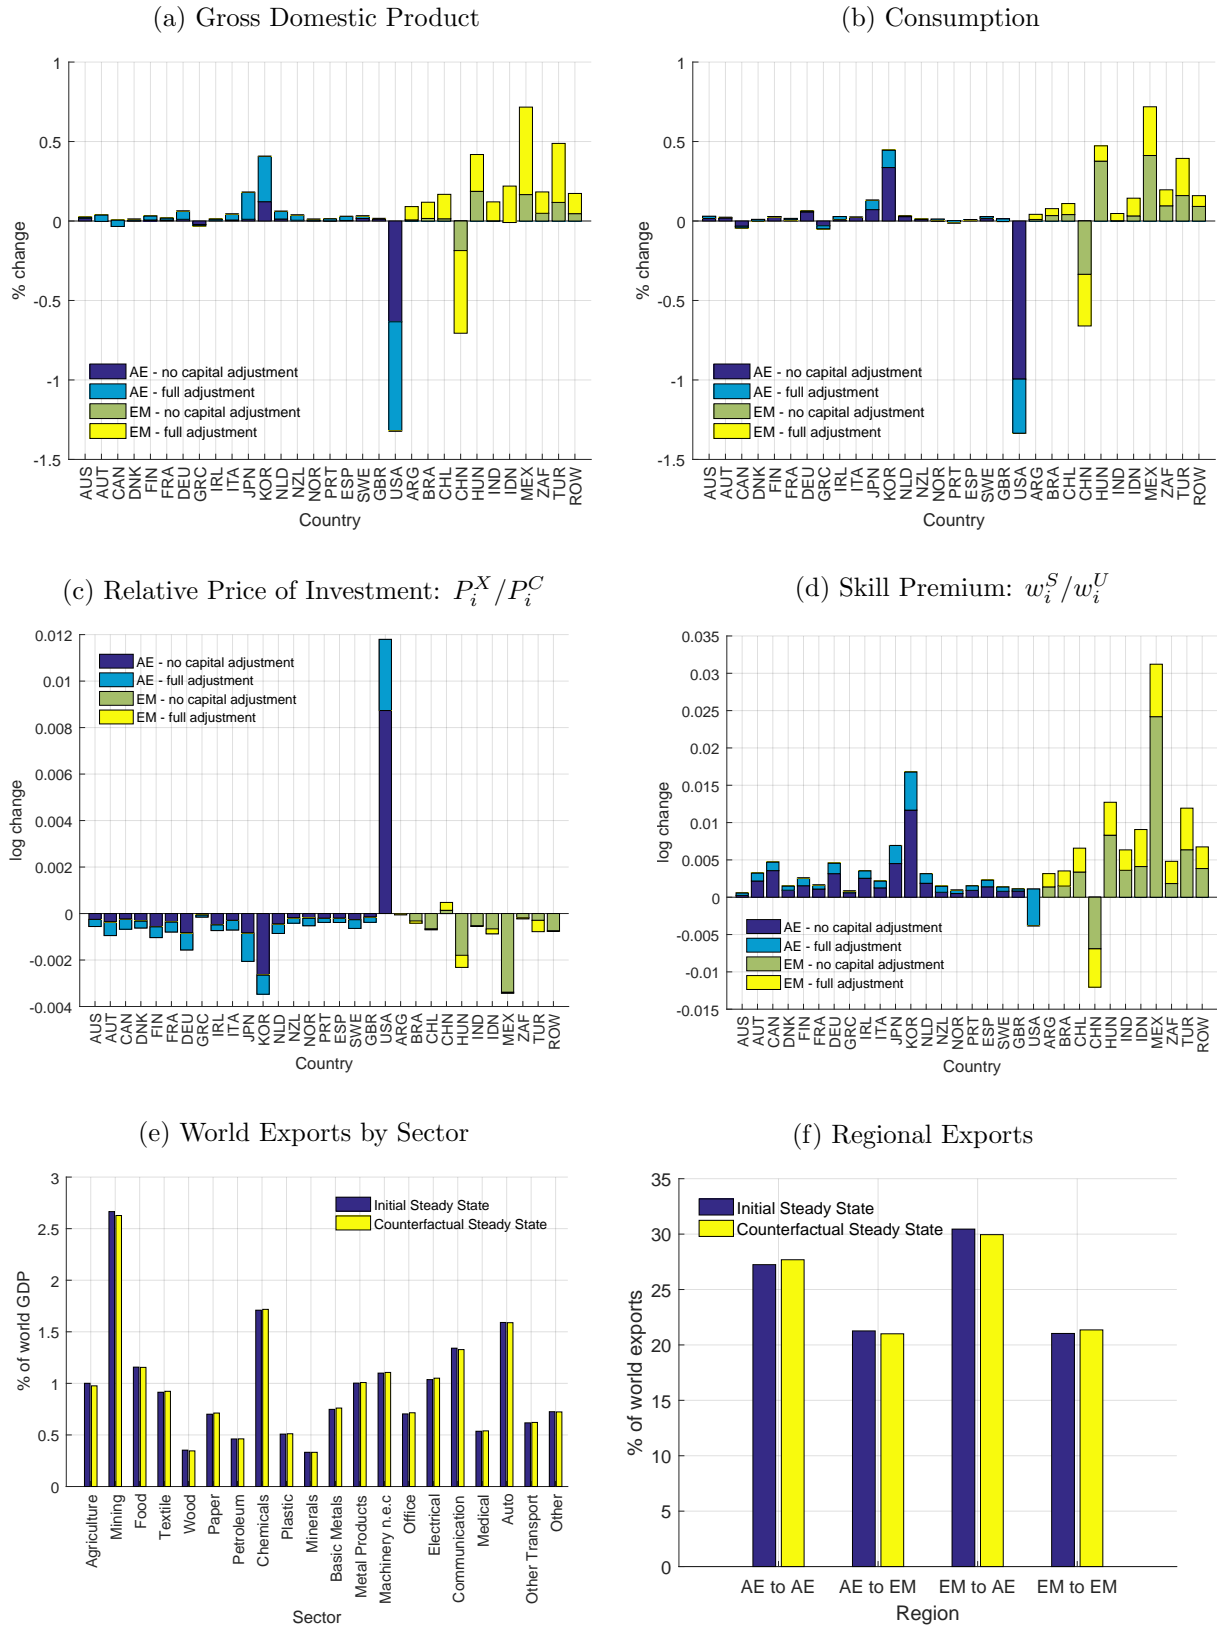 (a) Gross Domestic Product
1
0.5
0
-0.5
-1
-1.5
% change
AE - no capital adjustment
AE - full adjustment
EM - no capital adjustment
EM - full adjustment
AUS AUT CAN DNK FIN FRA DEU GRC IRL ITA JPN KOR NLD NZL NOR PRT ESP SWE GBR USA ARG BRA CHL CHN HUN IND IDN MEX ZAF TUR ROW
Country
(b) Consumption
1
0.5
0
-0.5
-1
-1.5
% change
AE - no capital adjustment
AE - full adjustment
EM - no capital adjustment
EM - full adjustment
AUS AUT CAN DNK FIN FRA DEU GRC IRL ITA JPN KOR NLD NZL NOR PRT ESP SWE GBR USA ARG BRA CHL CHN HUN IND IDN MEX ZAF TUR ROW
Country
(c) Relative Price of Investment: P_i^X/P_i^C
0.012
0.01
0.008
0.006
0.004
0.002
0
-0.002
-0.004
log change
AE - no capital adjustment
AE - full adjustment
EM - no capital adjustment
EM - full adjustment
AUS AUT CAN DNK FIN FRA DEU GRC IRL ITA JPN KOR NLD NZL NOR PRT ESP SWE GBR USA ARG BRA CHL CHN HUN IND IDN MEX ZAF TUR ROW
Country
(d) Skill Premium: w_i^S/w_i^U
0.035
0.03
0.025
0.02
0.015
0.01
0.005
0
-0.005
-0.01
-0.015
log change
AE - no capital adjustment
AE - full adjustment
EM - no capital adjustment
EM - full adjustment
AUS AUT CAN DNK FIN FRA DEU GRC IRL ITA JPN KOR NLD NZL NOR PRT ESP SWE GBR USA ARG BRA CHL CHN HUN IND IDN MEX ZAF TUR ROW
Country
(e) World Exports by Sector
3
2.5
2
1.5
1
0.5
0
% of world GDP
Initial Steady State
Counterfactual Steady State
Agriculture
Mining
Food
Textile
Wood
Paper
Petroleum
Chemicals
Plastic
Minerals
Basic Metals
Metal Products
Machinery n.e.c
Office
Electrical
Communication
Medical
Auto
Other Transport
Other
Sector
(f) Regional Exports
35
30
25
20
15
10
5
0
% of world exports
Initial Steady State
Counterfactual Steady State
AE to AE AE to EM EM to AE EM to EM
Region